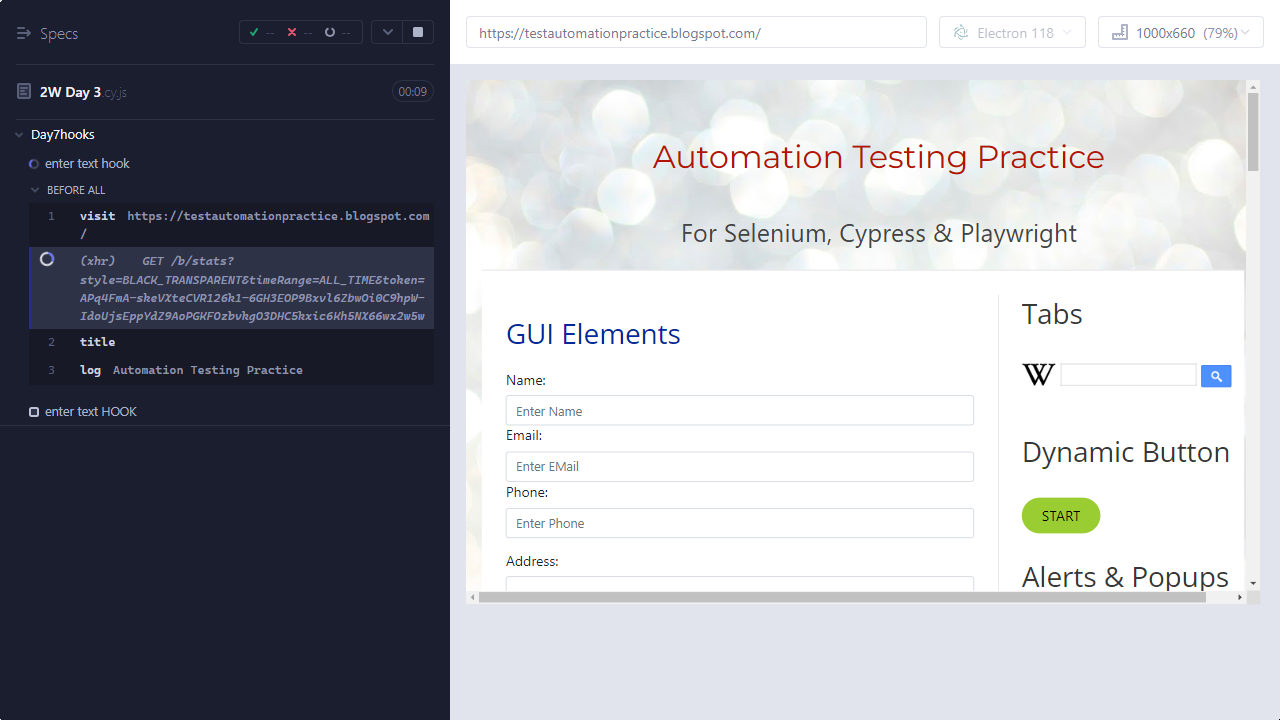 Specs
--
--
--
2W Day 3.cy.js
00:09
Day7hooks
enter text hook
BEFORE ALL
1 visit https://testautomationpractice.blogspot.com
/
(xhr) GET /b/stats?
style=BLACK_TRANSPARENT&timeRange=ALL_TIME&token=
APq4FmA-skeVXteCVR126k1-6GH3EOP9Bxvl6ZbwOi0C9hpW-
IdoUjsEppYdZ9AoPGKFOzbvkgO3DHC5kxic6Kh5NX66wx2w5w
2 title
3 log Automation Testing Practice
enter text HOOK
https://testautomationpractice.blogspot.com/
Electron 118
1000x660 (79%)
Automation Testing Practice
For Selenium, Cypress & Playwright
GUI Elements
Name:
Enter Name
Email:
Enter EMail
Phone:
Enter Phone
Address:
Tabs
W
Dynamic Button
START
Alerts & Popups